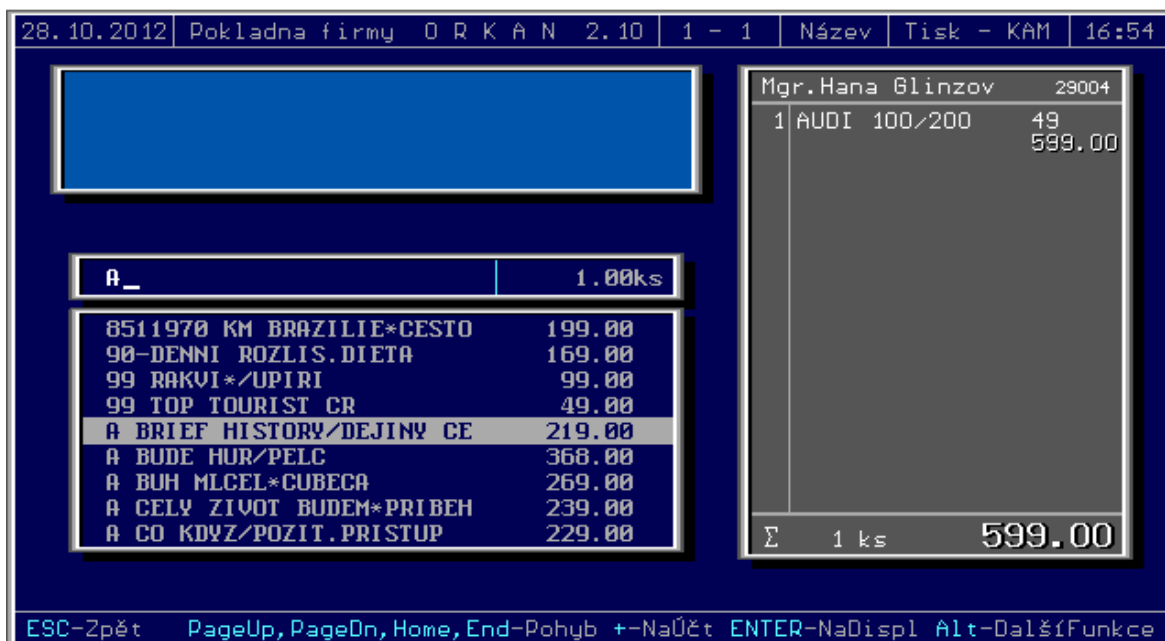 28.10.2012 Pokladna firmy O R K A N 2.10 1 - 1 Název Tisk - KAM 16:54
Mgr.Hana Glinzov 29004
1 AUDI 100/200 49
599.00
A_ 1.00ks
8511970 KM BRAZILIE*CESTO 199.00
90-DENNI ROZLIS.DIETA 169.00
99 RAKVI*/UPIRI 99.00
99 TOP TOURIST CR 49.00
A BRIEF HISTORY/DEJINY CE 219.00
A BUDE HUR/PELC 368.00
A BUH MLCEL*CUBECA 269.00
A CELY ZIVOT BUDEM*PRIBEH 239.00
A CO KDYZ/POZIT.PRISTUP 229.00
Σ 1 ks 599.00
ESC-Zpět PageUp,PageDn,Home,End-Pohyb +-NaÚčt ENTER-NaDispl Alt-DalšíFunkce